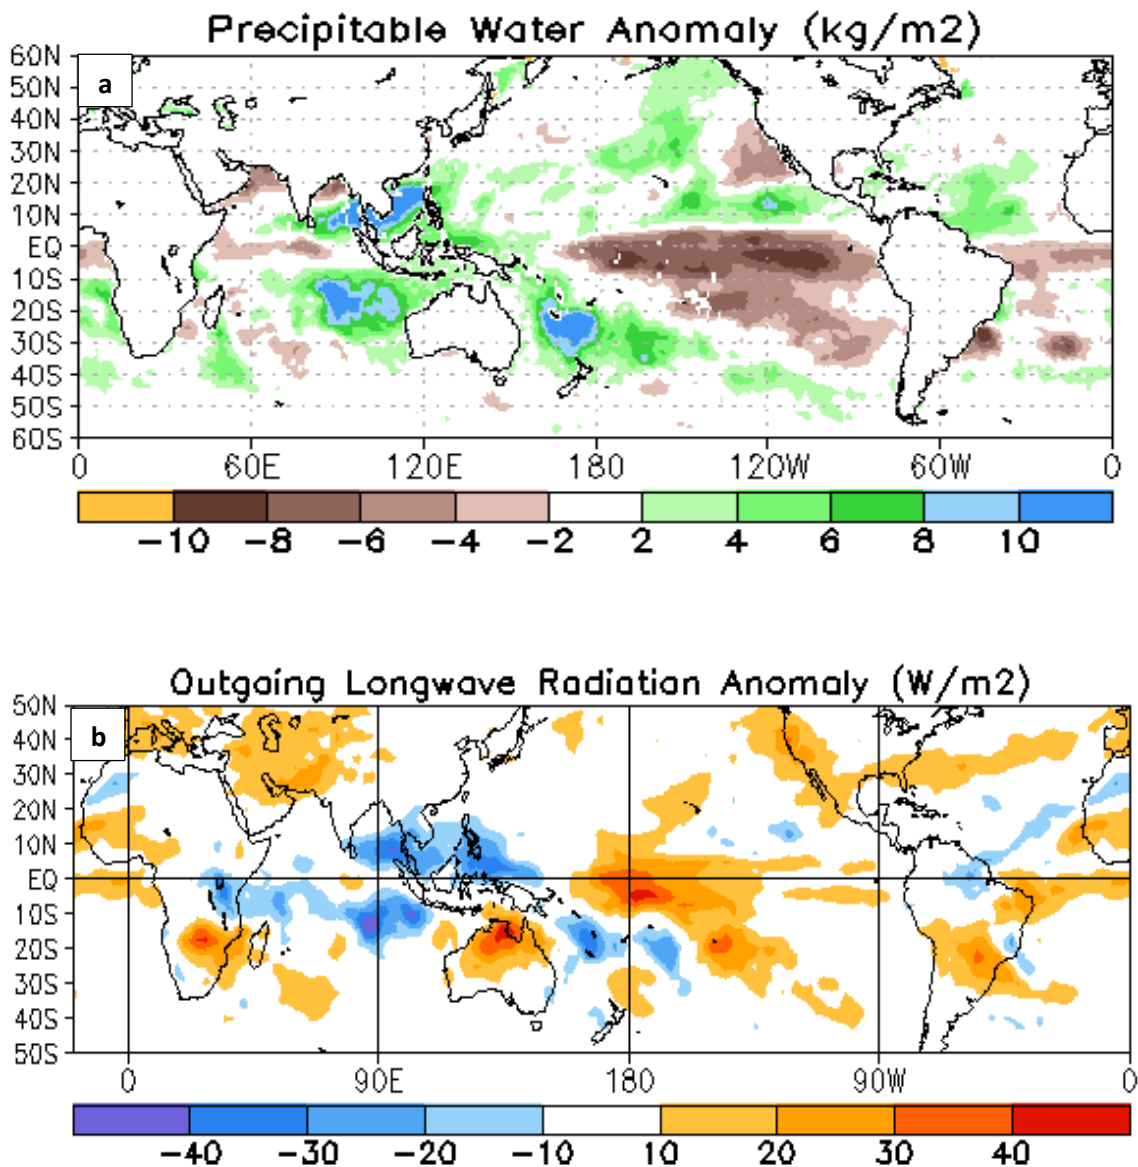 Precipitable Water Anomaly (kg/m2)
a
60N
50N
40N
30N
20N
10N
EQ
10S
20S
30S
40S
50S
60S
0 60E 120E 180 120W 60W 0
−10 −8 −6 −4 −2 2 4 6 8 10
Outgoing Longwave Radiation Anomaly (W/m2)
b
50N
40N
30N
20N
10N
EQ
10S
20S
30S
40S
50S
0 90E 180 90W 0
−40 −30 −20 −10 10 20 30 40